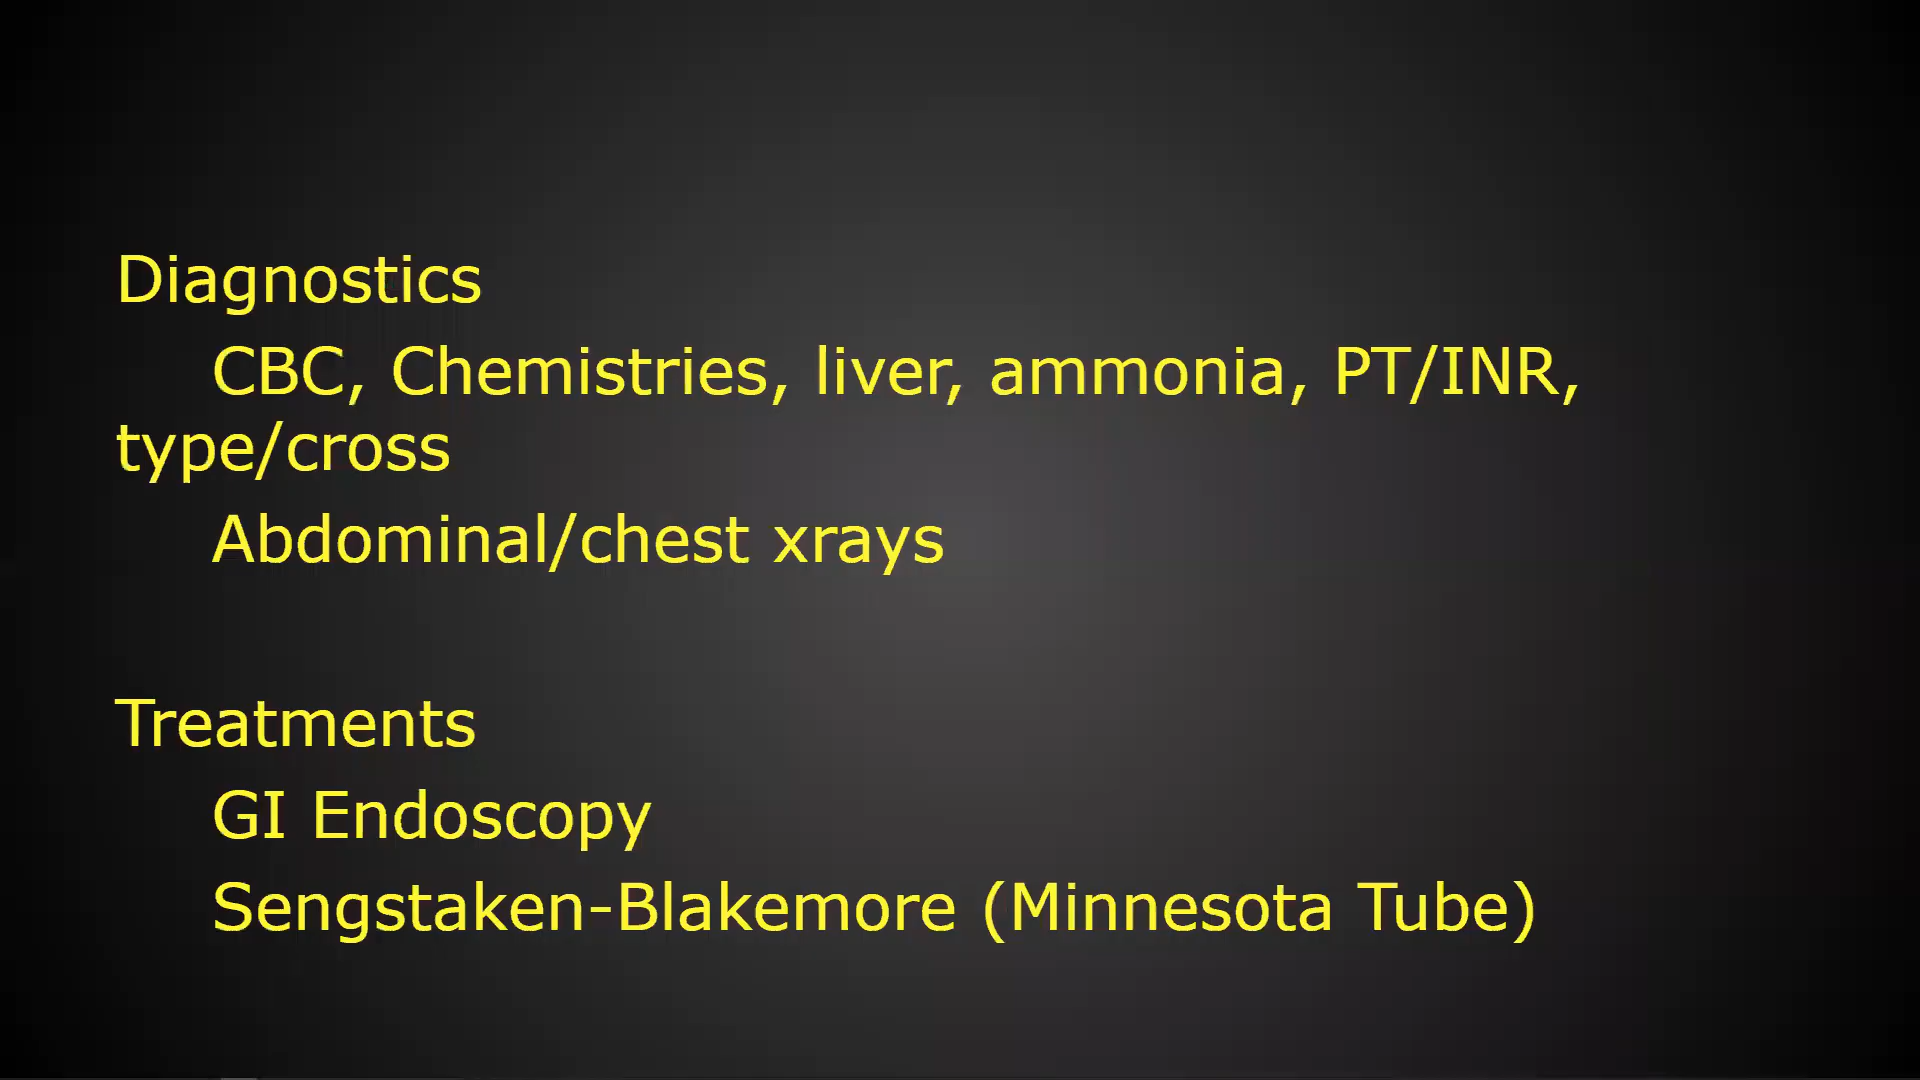 Diagnostics
CBC, Chemistries, liver, ammonia, PT/INR,
type/cross
Abdominal/chest xrays
Treatments
GI Endoscopy
Sengstaken-Blakemore (Minnesota Tube)